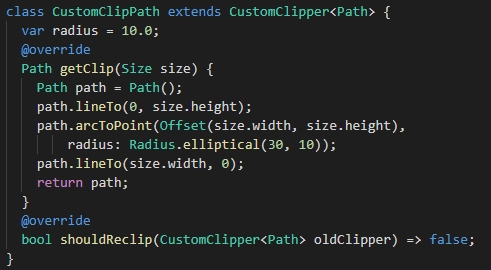 class CustomClipPath extends CustomClipper<Path> {
  var radius = 10.0;
  @override
  Path getClip(Size size) {
    Path path = Path();
    path.lineTo(0, size.height);
    path.arcToPoint(Offset(size.width, size.height),
        radius: Radius.elliptical(30, 10));
    path.lineTo(size.width, 0);
    return path;
  }
  @override
  bool shouldReclip(CustomClipper<Path> oldClipper) => false;
}